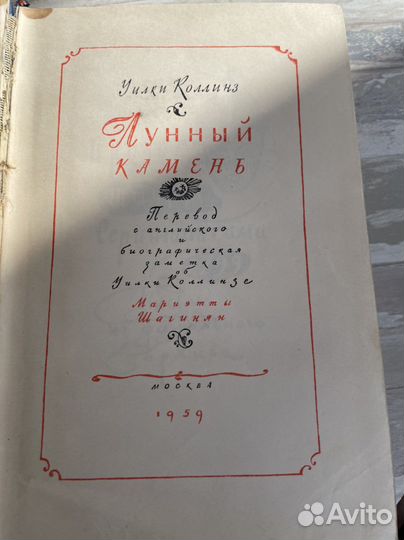 Уилки Коллинз
Лунный
камень
Перевод
с английского
и
биографическая
заметка
об
Уилки Коллинзе
Мариэтты
Шагинян
МОСКВА
1959
Avito